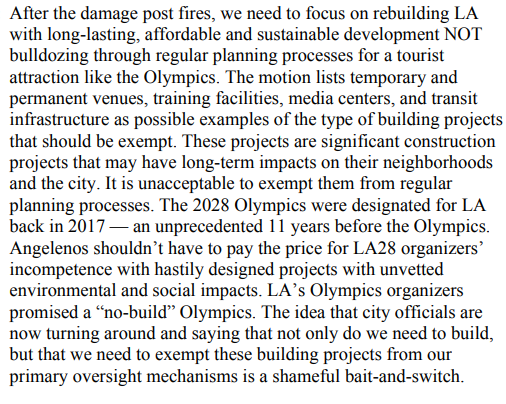 After the damage post fires, we need to focus on rebuilding LA
with long-lasting, affordable and sustainable development NOT
bulldozing through regular planning processes for a tourist
attraction like the Olympics. The motion lists temporary and
permanent venues, training facilities, media centers, and transit
infrastructure as possible examples of the type of building projects
that should be exempt. These projects are significant construction
projects that may have long-term impacts on their neighborhoods
and the city. It is unacceptable to exempt them from regular
planning processes. The 2028 Olympics were designated for LA
back in 2017 — an unprecedented 11 years before the Olympics.
Angelenos shouldn’t have to pay the price for LA28 organizers’
incompetence with hastily designed projects with unvetted
environmental and social impacts. LA’s Olympics organizers
promised a “no-build” Olympics. The idea that city officials are
now turning around and saying that not only do we need to build,
but that we need to exempt these building projects from our
primary oversight mechanisms is a shameful bait-and-switch.